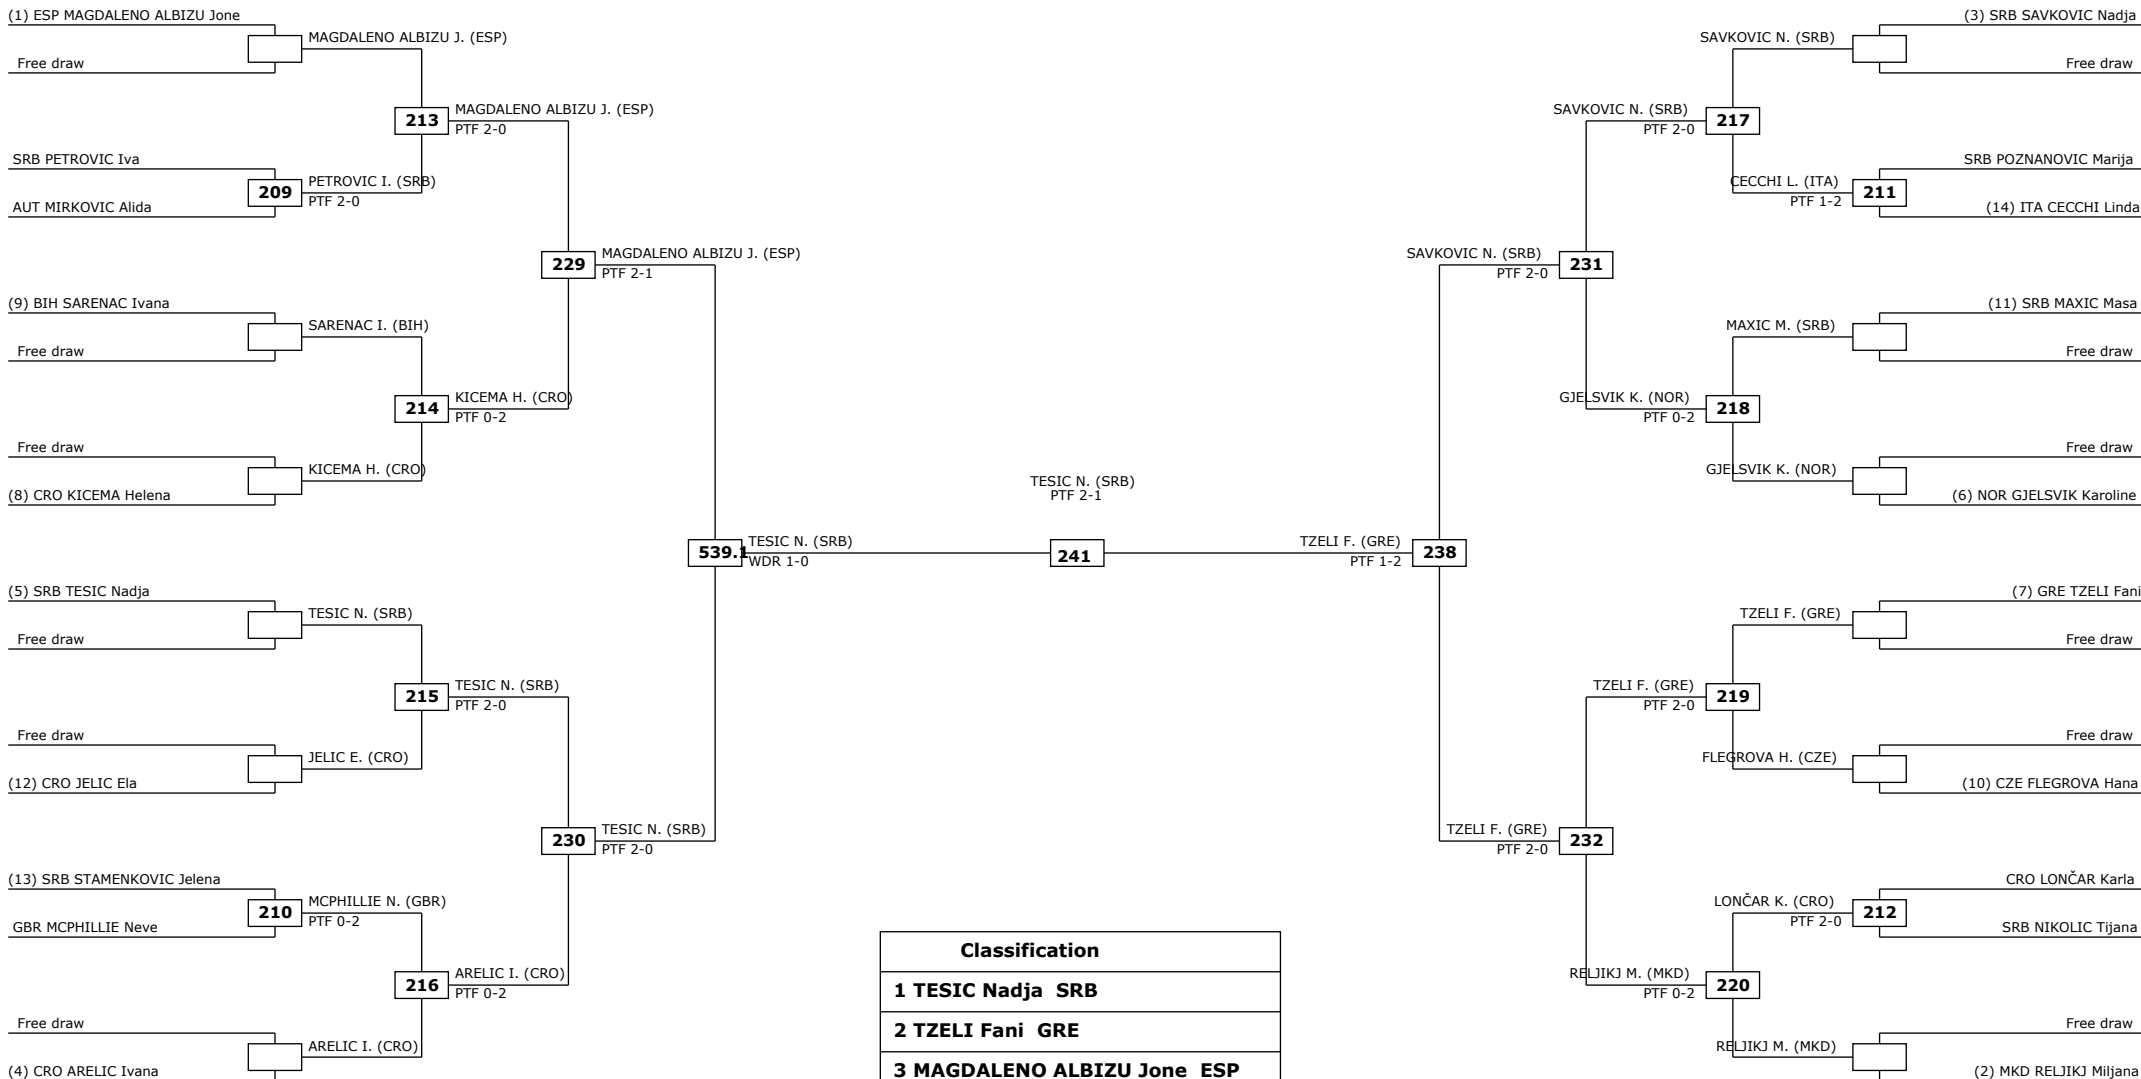 (1) ESP MAGDALENO ALBIZU Jone
MAGDALENO ALBIZU J. (ESP)
Free draw
213
MAGDALENO ALBIZU J. (ESP)
PTF 2-0
SRB PETROVIC Iva
209
PETROVIC I. (SRB)
PTF 2-0
AUT MIRKOVIC Alida
229
MAGDALENO ALBIZU J. (ESP)
PTF 2-1
(9) BIH SARENAC Ivana
SARENAC I. (BIH)
Free draw
214
KICEMA H. (CRO)
PTF 0-2
Free draw
KICEMA H. (CRO)
(8) CRO KICEMA Helena
539.1
TESIC N. (SRB)
WDR 1-0
(5) SRB TESIC Nadja
TESIC N. (SRB)
Free draw
215
TESIC N. (SRB)
PTF 2-0
Free draw
JELIC E. (CRO)
(12) CRO JELIC Ela
230
TESIC N. (SRB)
PTF 2-0
(13) SRB STAMENKOVIC Jelena
210
MCPHILLIE N. (GBR)
PTF 0-2
GBR MCPHILLIE Neve
216
ARELIC I. (CRO)
PTF 0-2
Free draw
ARELIC I. (CRO)
(4) CRO ARELIC Ivana
TESIC N. (SRB)
PTF 2-1
241
Classification
1 TESIC Nadja SRB
2 TZELI Fani GRE
3 MAGDALENO ALBIZU Jone ESP
(3) SRB SAVKOVIC Nadja
SAVKOVIC N. (SRB)
Free draw
SAVKOVIC N. (SRB)
PTF 2-0
217
SRB POZNANOVIC Marija
CECCHI L. (ITA)
PTF 1-2
211
(14) ITA CECCHI Linda
SAVKOVIC N. (SRB)
PTF 2-0
231
(11) SRB MAXIC Masa
MAXIC M. (SRB)
Free draw
GJELSVIK K. (NOR)
PTF 0-2
218
Free draw
GJELSVIK K. (NOR)
(6) NOR GJELSVIK Karoline
TZELI F. (GRE)
PTF 1-2
238
(7) GRE TZELI Fani
TZELI F. (GRE)
Free draw
TZELI F. (GRE)
PTF 2-0
219
Free draw
FLEGROVA H. (CZE)
(10) CZE FLEGROVA Hana
TZELI F. (GRE)
PTF 2-0
232
CRO LONČAR Karla
LONČAR K. (CRO)
PTF 2-0
212
SRB NIKOLIC Tijana
RELJIKJ M. (MKD)
PTF 0-2
220
Free draw
RELJIKJ M. (MKD)
(2) MKD RELJIKJ Miljana